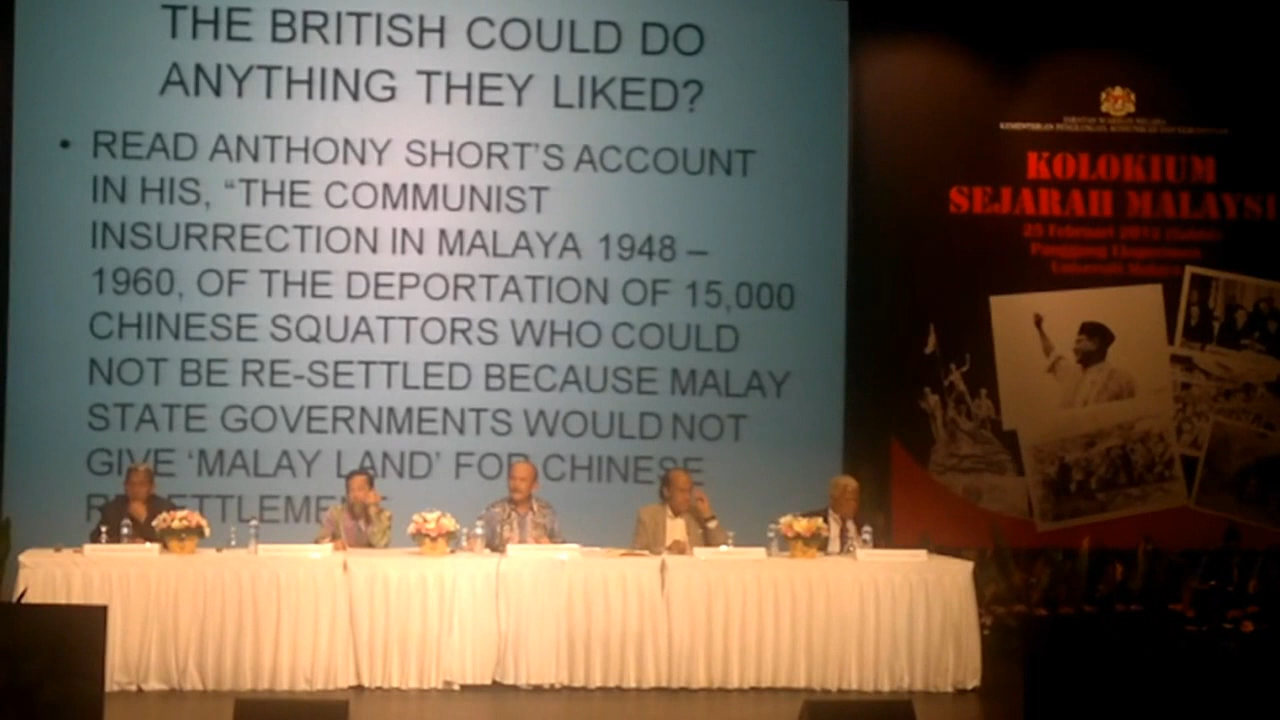 THE BRITISH COULD DO
ANYTHING THEY LIKED?
• READ ANTHONY SHORT'S ACCOUNT
IN HIS, “THE COMMUNIST
INSURRECTION IN MALAYA 1948 –
1960, OF THE DEPORTATION OF 15,000
CHINESE SQUATTORS WHO COULD
NOT BE RE-SETTLED BECAUSE MALAY
STATE GOVERNMENTS WOULD NOT
GIVE ‘MALAY LAND’ FOR CHINESE
KOLOKIUM
SEJARAH MALAYSI
25 Februari